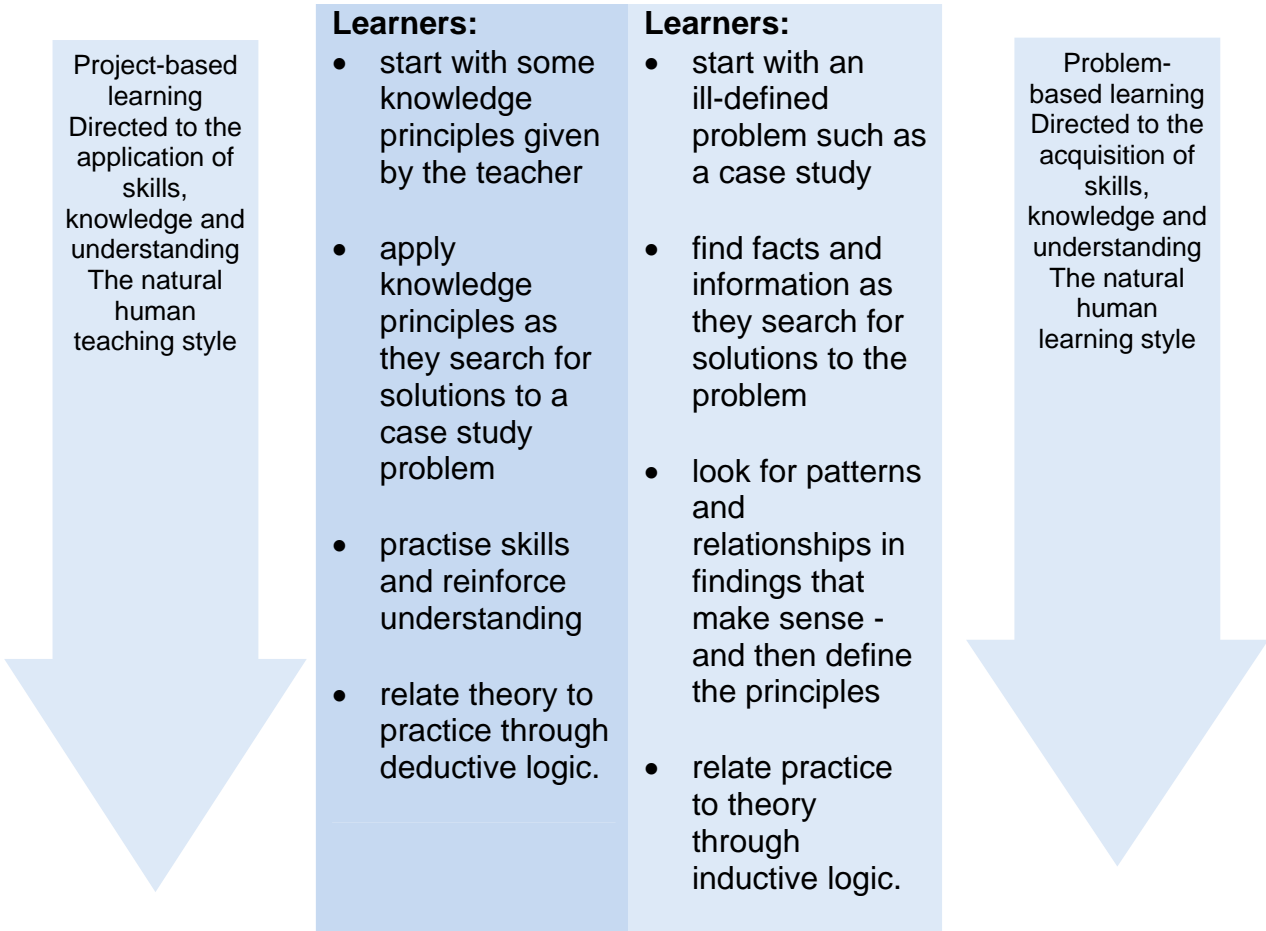 Project-based
learning
Directed to the
application of
skills,
knowledge and
understanding
The natural
human
teaching style
Learners:
• start with some
knowledge
principles given
by the teacher
• apply
knowledge
principles as
they search for
solutions to a
case study
problem
• practise skills
and reinforce
understanding
• relate theory to
practice through
deductive logic.
Learners:
• start with an
ill-defined
problem such as
a case study
• find facts and
information as
they search for
solutions to the
problem
• look for patterns
and
relationships in
findings that
make sense -
and then define
the principles
• relate practice
to theory
through
inductive logic.
Problem-
based learning
Directed to the
acquisition of
skills,
knowledge and
understanding
The natural
human
learning style